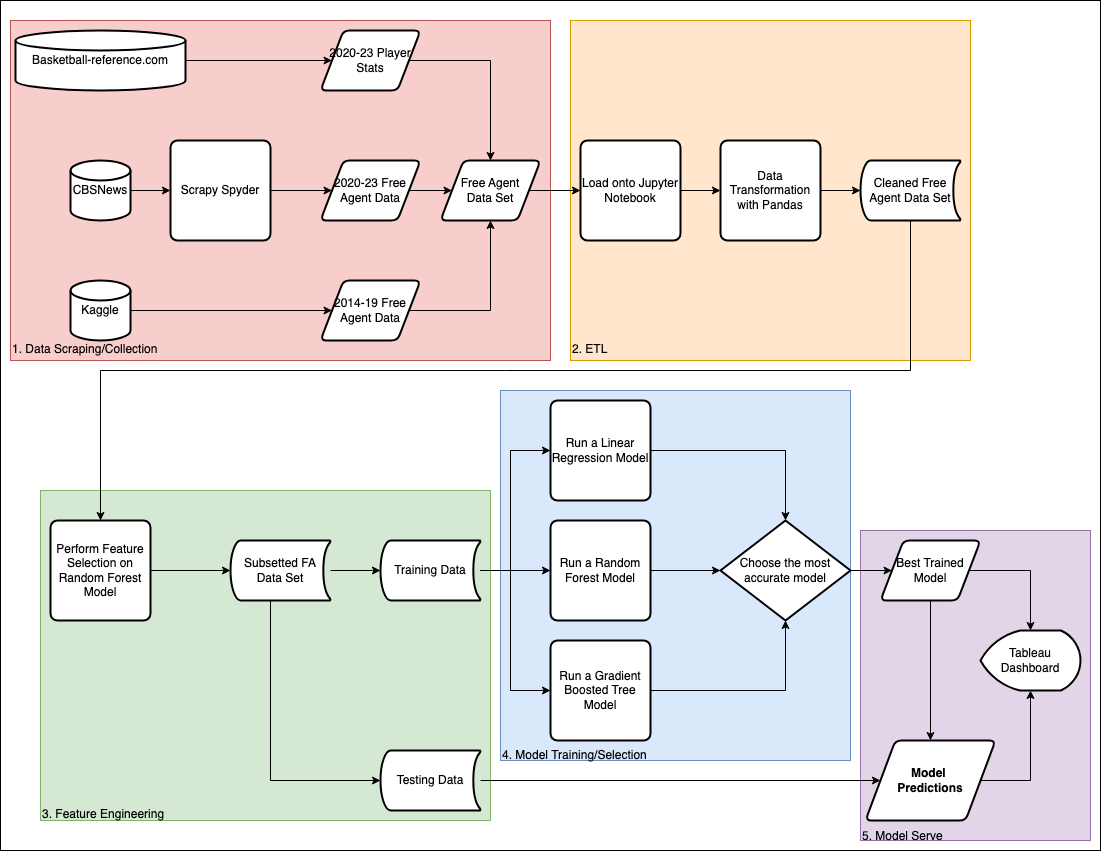 Basketball-reference.com
2020-23 Player
Stats
CBSNews
Scrapy Spyder
2020-23 Free
Agent Data
Free Agent
Data Set
Kaggle
2014-19 Free
Agent Data
1. Data Scraping/Collection
Load onto Jupyter
Notebook
Data
Transformation
with Pandas
Cleaned Free
Agent Data Set
2. ETL
Perform Feature
Selection on
Random Forest
Model
Subsetted FA
Data Set
Training Data
Testing Data
3. Feature Engineering
Run a Linear
Regression Model
Run a Random
Forest Model
Run a Gradient
Boosted Tree
Model
Choose the most
accurate model
4. Model Training/Selection
Best Trained
Model
Tableau
Dashboard
Model
Predictions
5. Model Serve